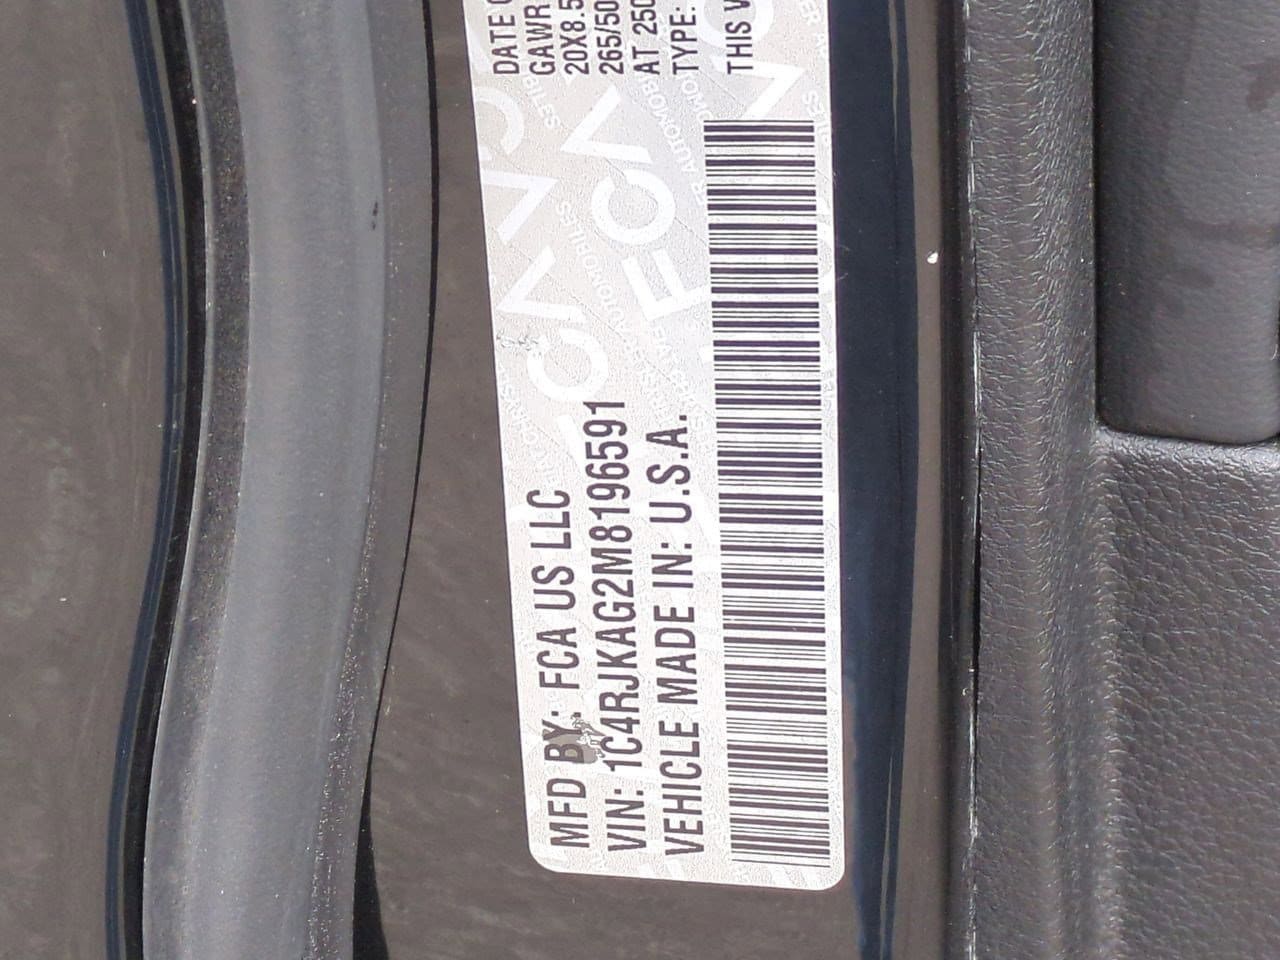 MFD BY: FCA US LLC
VIN: 1C4RJKAG2M8196591
VEHICLE MADE IN: U.S.A.
DATE
GAWR
20X8.5
265/50
AT 250
TYPE:
THIS